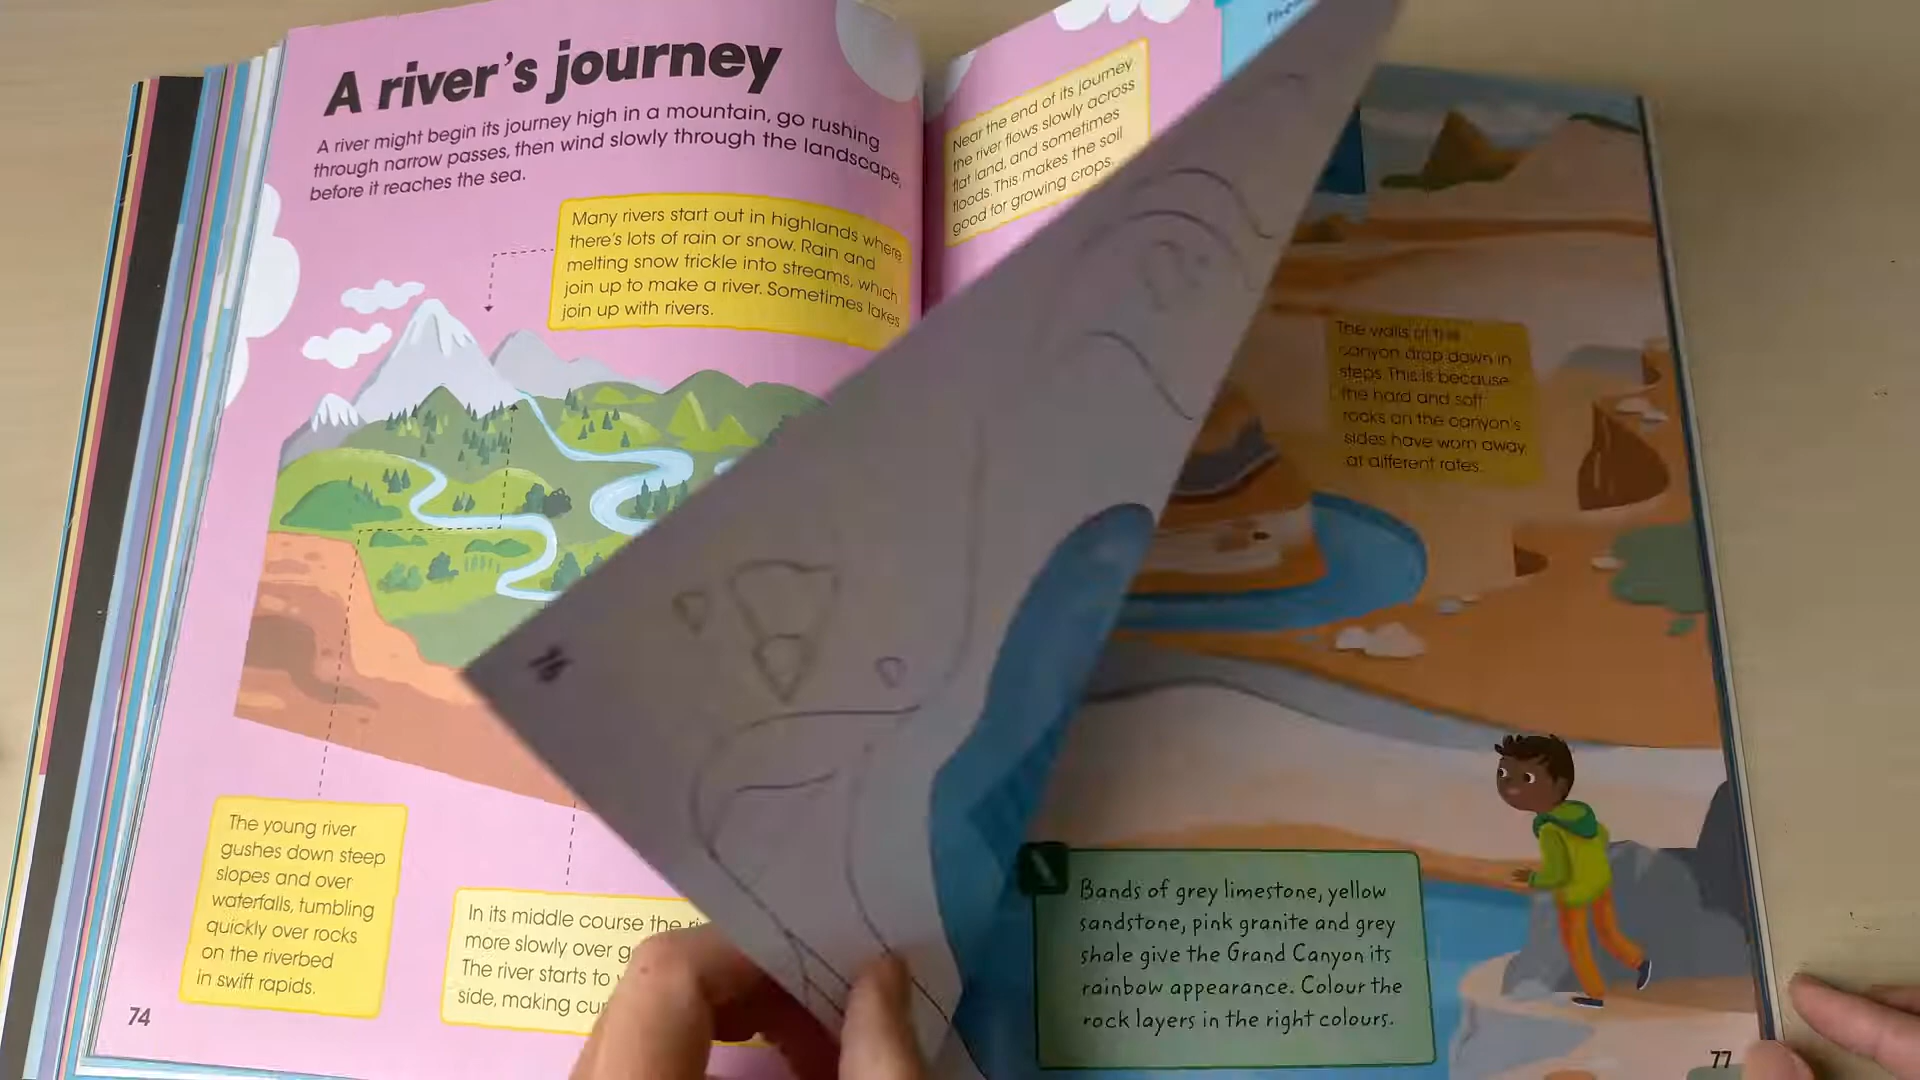 A river's journey
A river might begin its journey high in a mountain, go rushing
through narrow passes, then wind slowly through the landscape,
before it reaches the sea.
Many rivers start out in highlands where
there's lots of rain or snow. Rain and
melting snow trickle into streams, which
join up to make a river. Sometimes lakes
join up with rivers.
The young river
gushes down steep
slopes and over
waterfalls, tumbling
quickly over rocks
on the riverbed
in swift rapids.
In its middle course the
more slowly over
The river starts to
side, making
74
Near the end of its journey
the river flows slowly across
flat land, and sometimes
floods. This makes the soil
good for growing crops.
The walls of the
canyon drop down in
steps. This is because
the hard and soft
rocks on the canyon's
sides have worn away
at different rates.
Bands of grey limestone, yellow
sandstone, pink granite and grey
shale give the Grand Canyon its
rainbow appearance. Colour the
rock layers in the right colours.
77